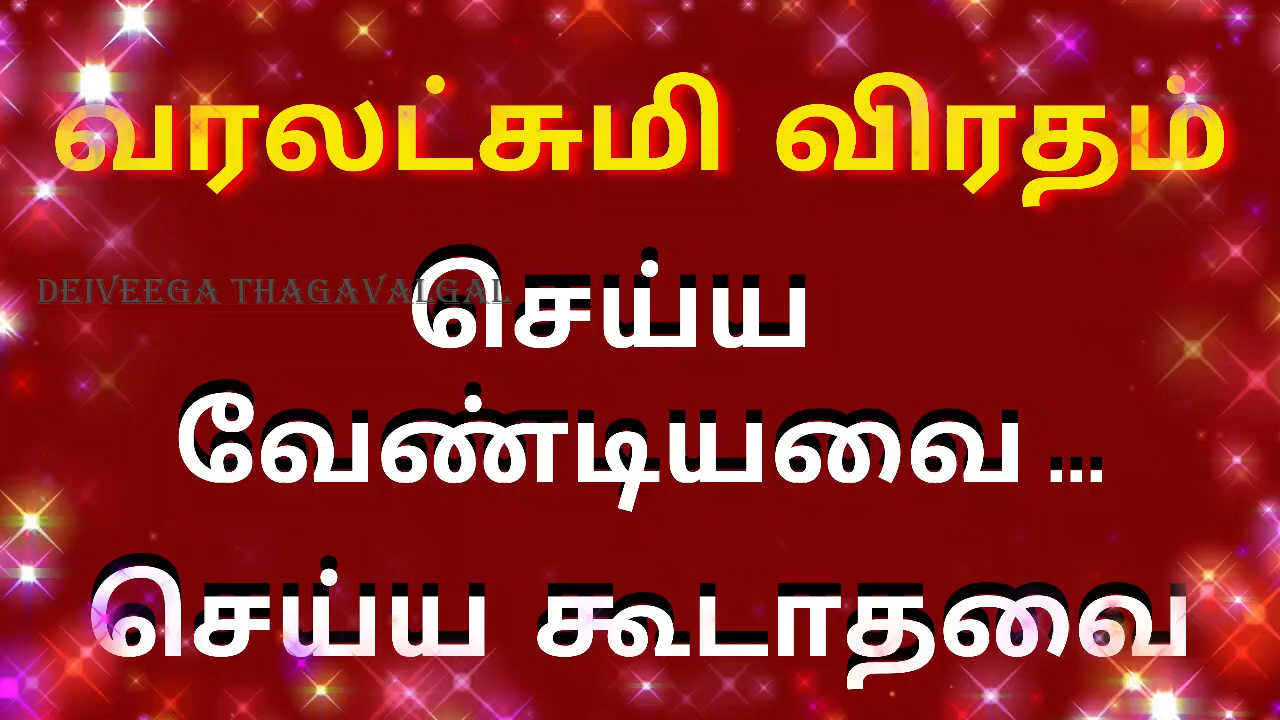 வரலட்சுமி விரதம்
DEIVEEGA THAGAVALGAL
செய்ய
வேண்டியவை ...
செய்ய கூடாதவை